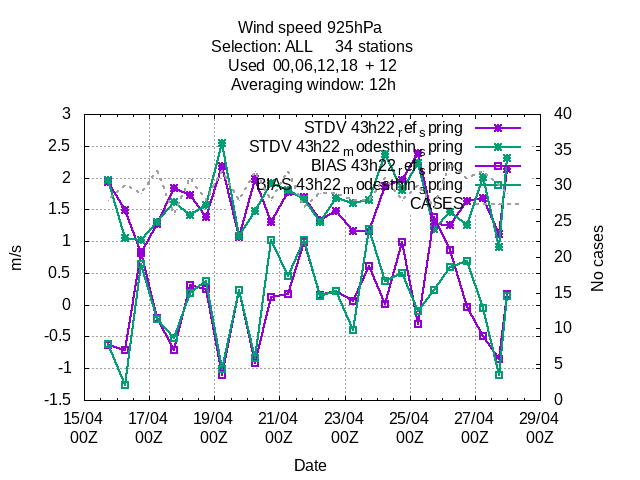 Wind speed 925hPa
Selection: ALL 34 stations
Used 00,06,12,18 + 12
Averaging window: 12h
STDV 43h22_ref_spring
STDV 43h22_modesthin_spring
BIAS 43h22_ref_spring
BIAS 43h22_modesthin_spring
CASES
m/s
3
2.5
2
1.5
1
0.5
0
-0.5
-1
-1.5
40
35
30
25
20
15
10
5
0
No cases
15/04 17/04 19/04 21/04 23/04 25/04 27/04 29/04
00Z 00Z 00Z 00Z 00Z 00Z 00Z 00Z
Date